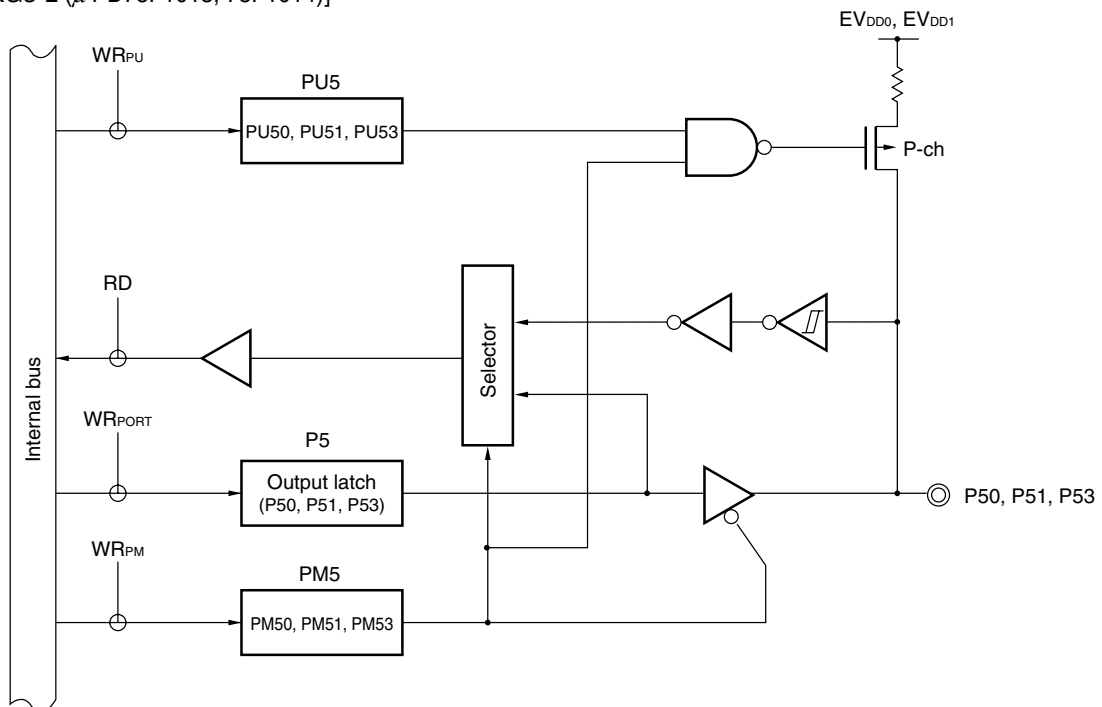 EVDD0, EVDD1
WRPU
PU5
PU50, PU51, PU53
P-ch
RD
Selector
Internal bus
WRPORT
P5
Output latch
(P50, P51, P53)
P50, P51, P53
WRPM
PM5
PM50, PM51, PM53